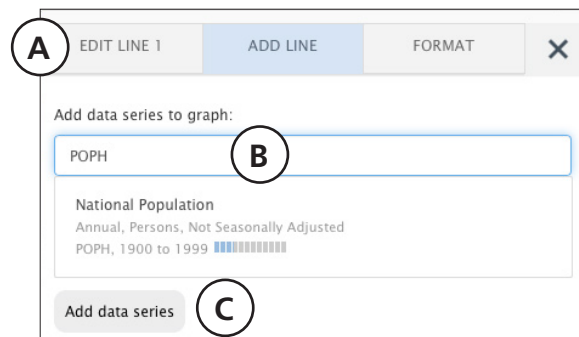 A EDIT LINE 1 ADD LINE FORMAT X
Add data series to graph:
POPH B
National Population
Annual, Persons, Not Seasonally Adjusted
POPH, 1900 to 1999
Add data series C